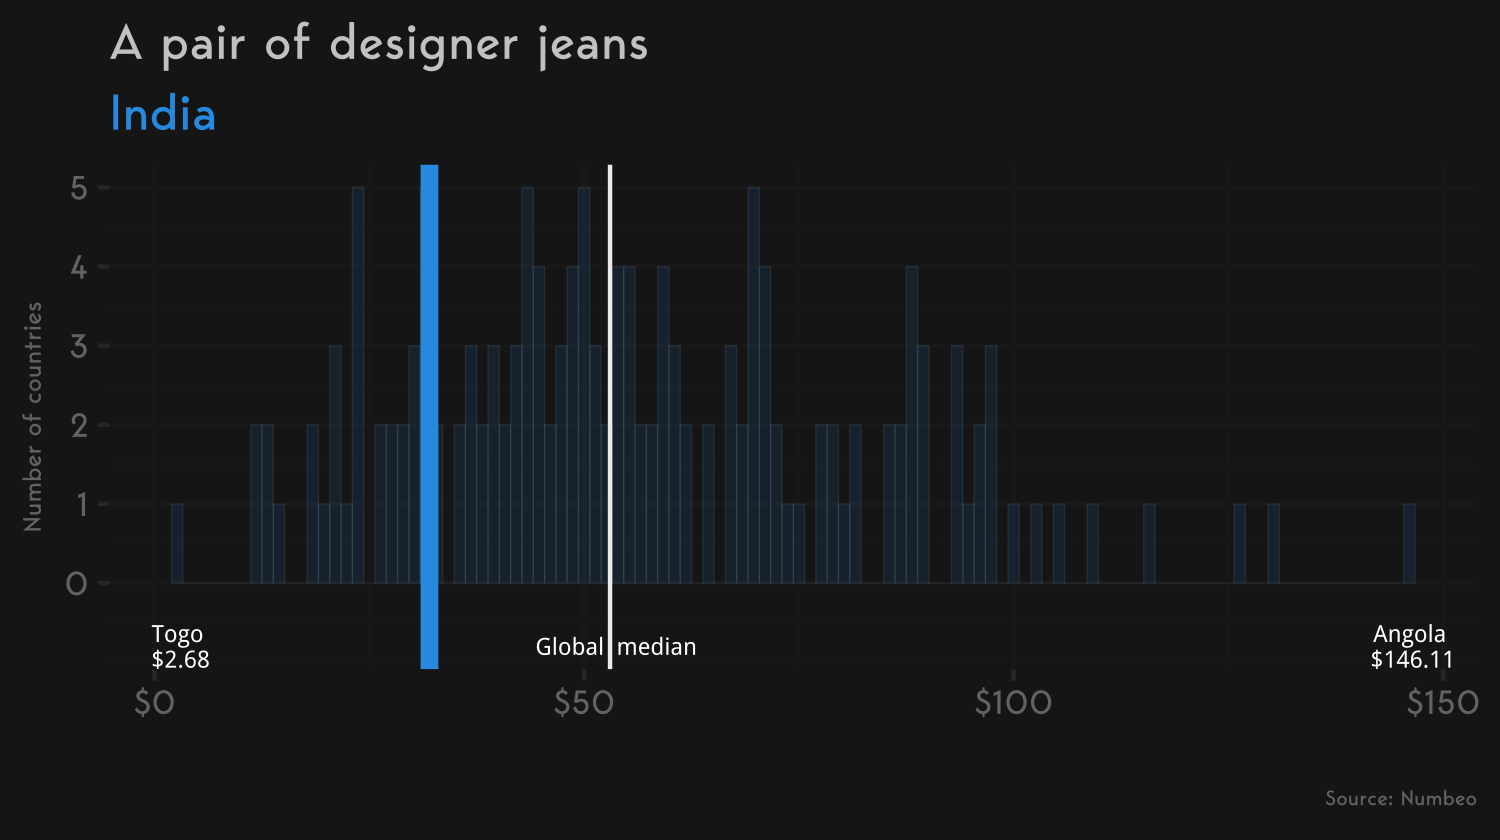 A pair of designer jeans
India
Number of countries
5
4
3
2
1
0
Togo
$2.68
Global median
Angola
$146.11
$0 $50 $100 $150
Source: Numbeo